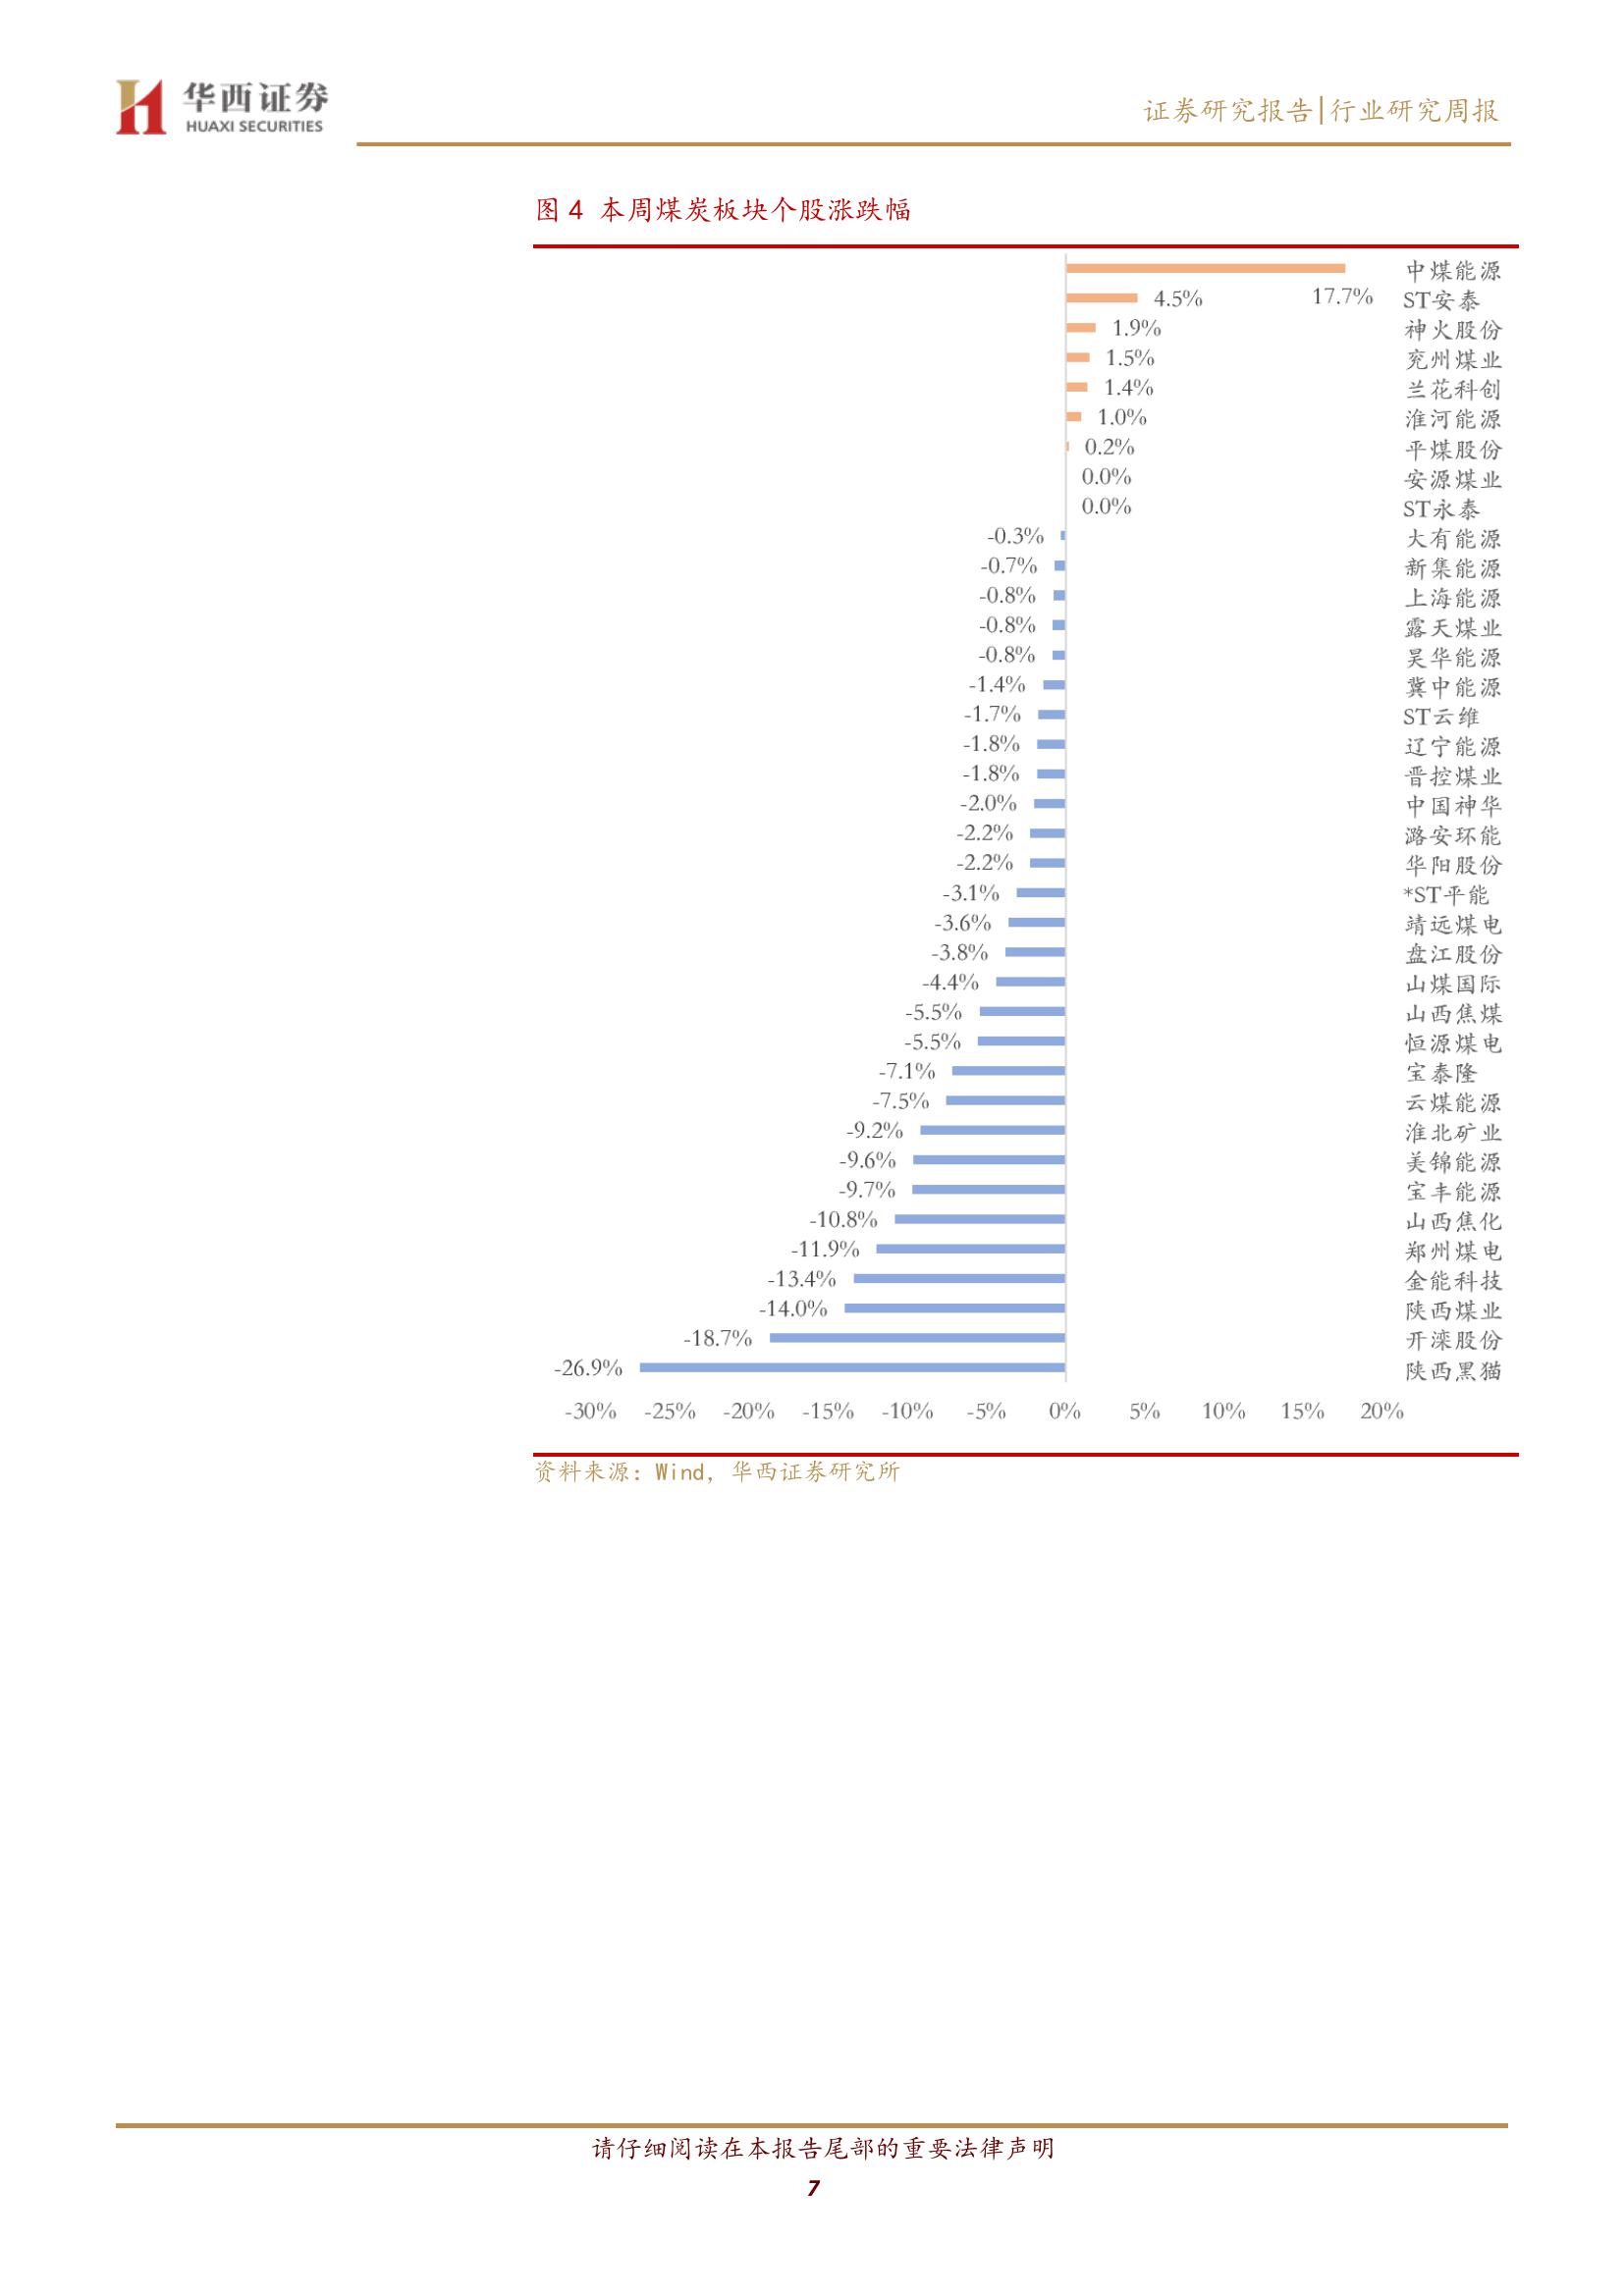 华西证券
HUAXI SECURITIES
证券研究报告|行业研究周报
图 4 本周煤炭板块个股涨跌幅
中煤能源
4.5% 17.7% ST安泰
1.9% 神火股份
1.5% 兖州煤业
1.4% 兰花科创
1.0% 淮河能源
0.2% 平煤股份
0.0% 安源煤业
0.0% ST永泰
-0.3% 大有能源
-0.7% 新集能源
-0.8% 上海能源
-0.8% 露天煤业
-0.8% 昊华能源
-1.4% 冀中能源
-1.7% ST云维
-1.8% 辽宁能源
-1.8% 晋控煤业
-2.0% 中国神华
-2.2% 潞安环能
-2.2% 华阳股份
-3.1% *ST平能
-3.6% 靖远煤电
-3.8% 盘江股份
-4.4% 山煤国际
-5.5% 山西焦煤
-5.5% 恒源煤电
-7.1% 宝泰隆
-7.5% 云煤能源
-9.2% 淮北矿业
-9.6% 美锦能源
-9.7% 宝丰能源
-10.8% 山西焦化
-11.9% 郑州煤电
-13.4% 金能科技
-14.0% 陕西煤业
-18.7% 开滦股份
-26.9% 陕西黑猫
-30% -25% -20% -15% -10% -5% 0% 5% 10% 15% 20%
资料来源：Wind，华西证券研究所
请仔细阅读在本报告尾部的重要法律声明
7